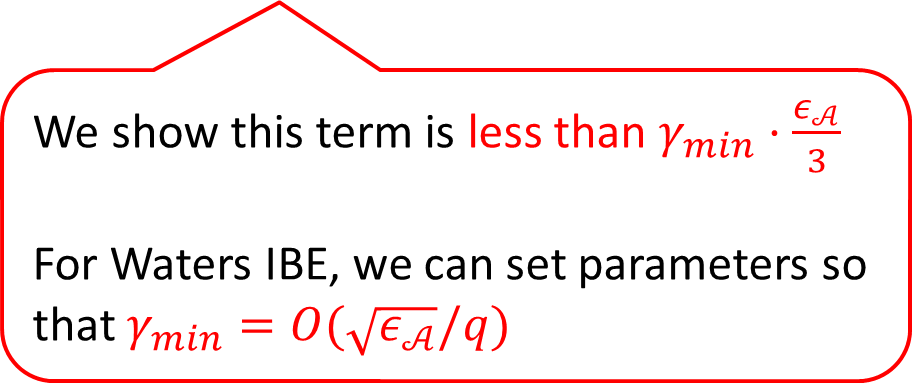 We show this term is less than γ_min · ϵ_𝒜/3
For Waters IBE, we can set parameters so
that γ_min = O(√ϵ_𝒜/q)